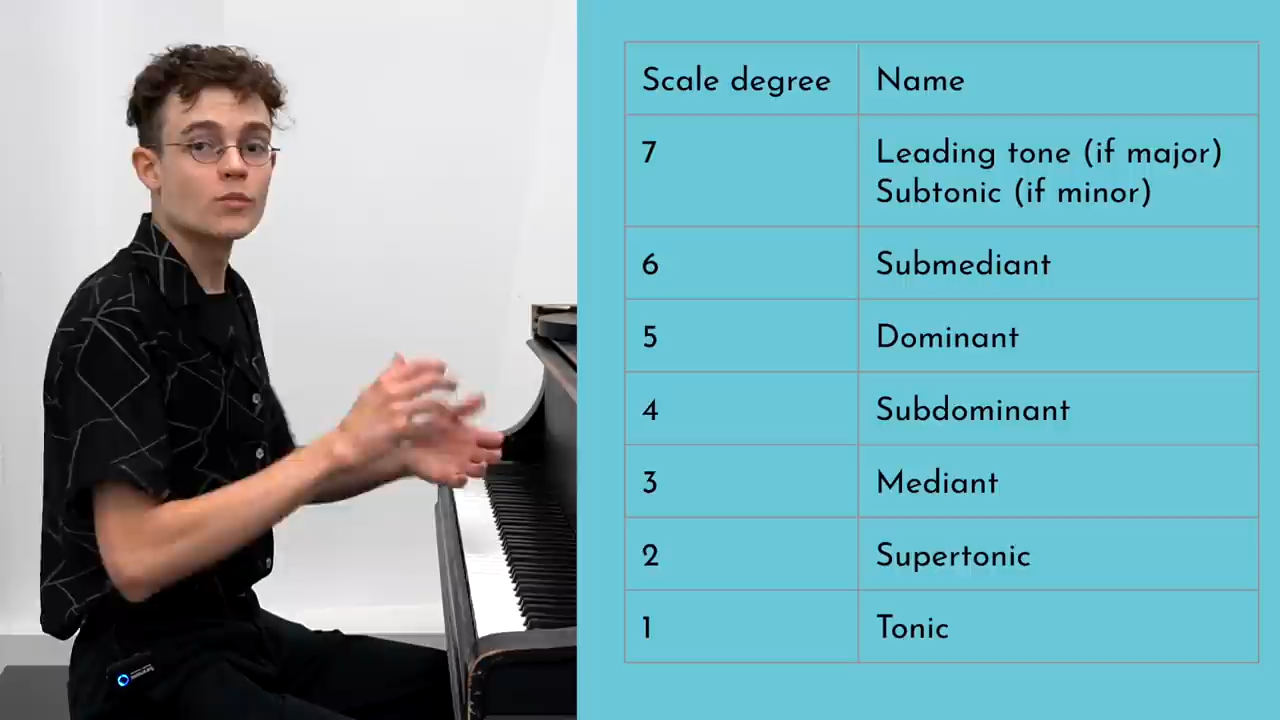 Scale degree Name
7 Leading tone (if major)
Subtonic (if minor)
6 Submediant
5 Dominant
4 Subdominant
3 Mediant
2 Supertonic
1 Tonic